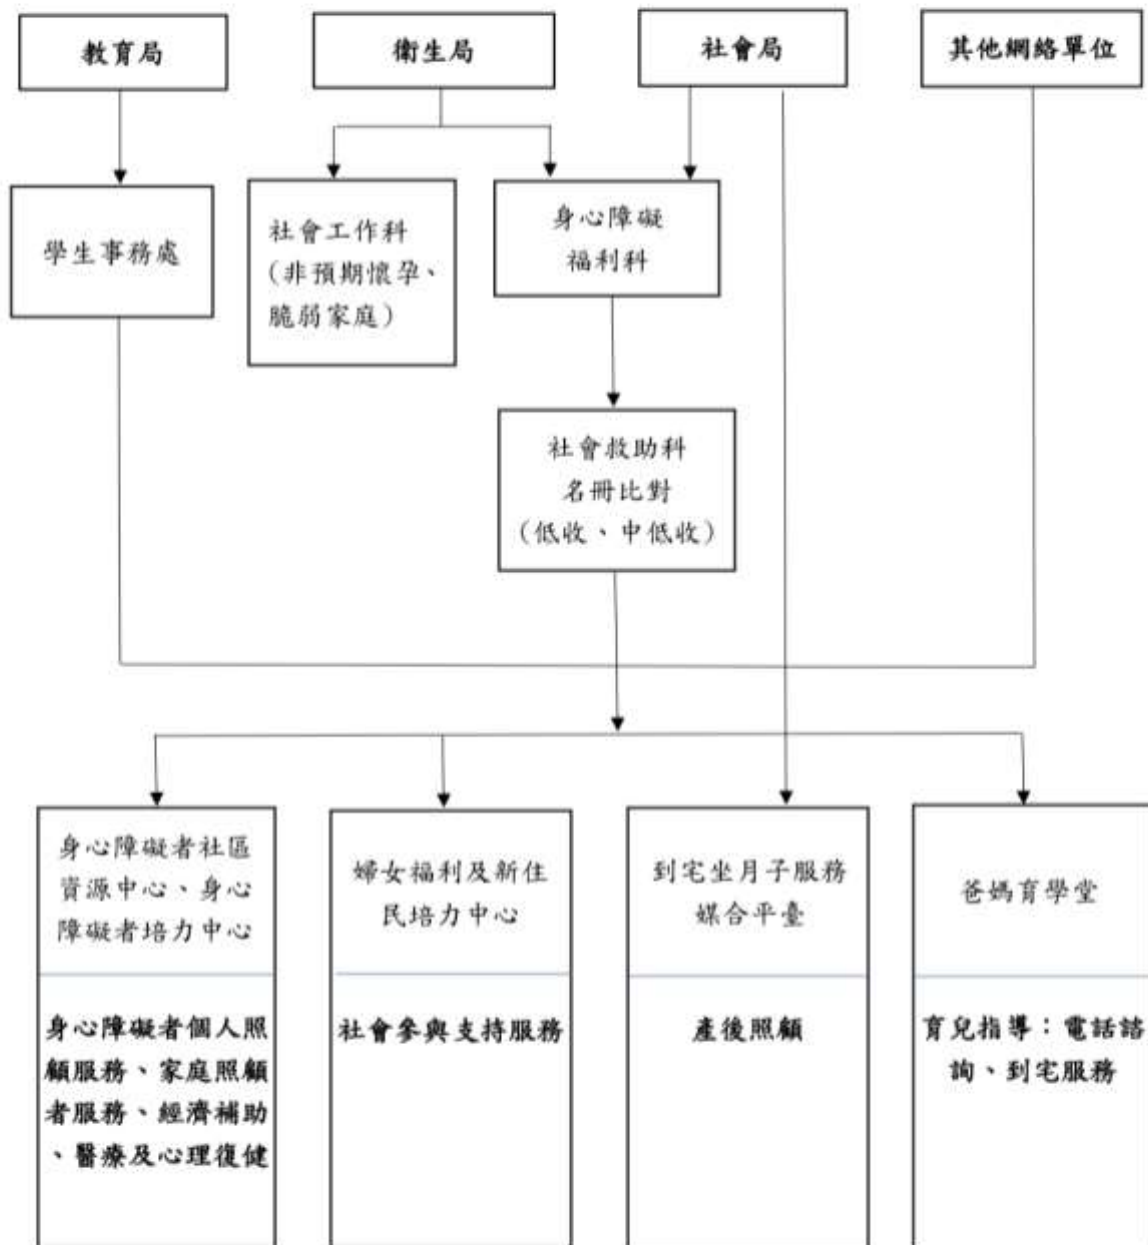 教育局
衛生局
社會局
其他網絡單位
學生事務處
社會工作科
(非預期懷孕、
脆弱家庭)
身心障礙
福利科
社會救助科
名冊比對
(低收、中低收)
身心障礙者社區
資源中心、身心
障礙者培力中心
婦女福利及新住
民培力中心
到宅坐月子服務
媒合平臺
爸媽育學堂
身心障礙者個人照
顧服務、家庭照顧
者服務、經濟補助
、醫療及心理復健
社會參與支持服務
產後照顧
育兒指導：電話諮
詢、到宅服務